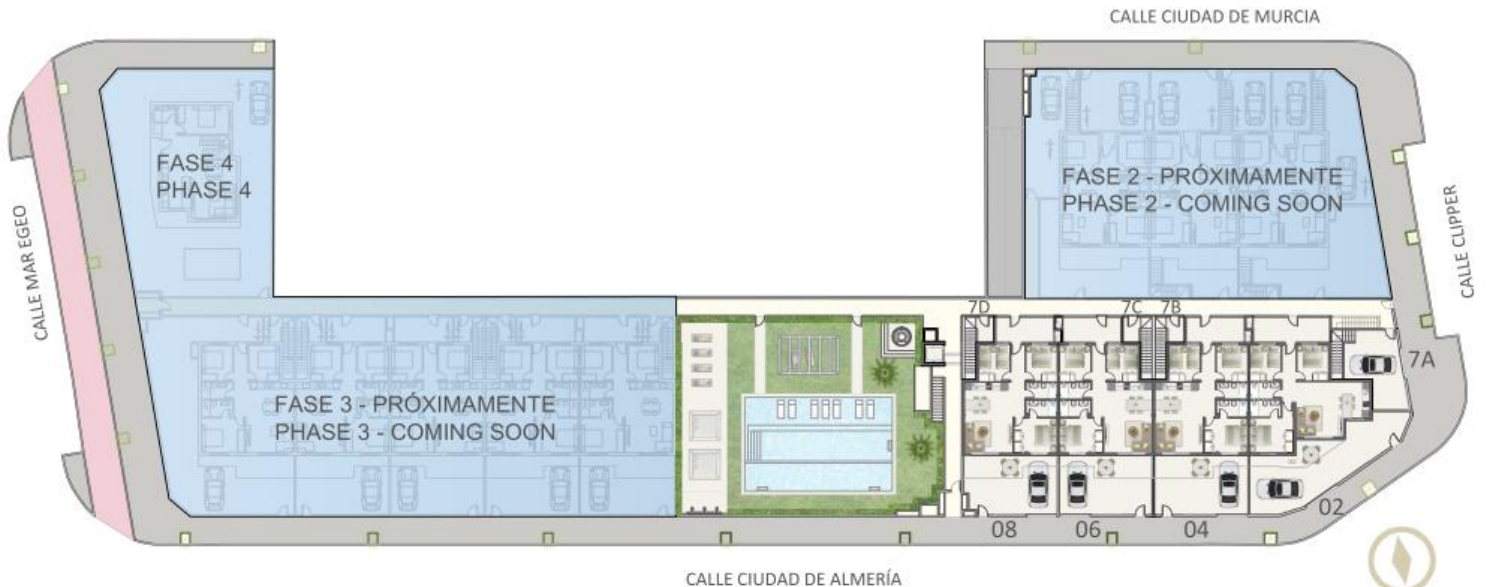 CALLE CIUDAD DE MURCIA
FASE 4
PHASE 4
FASE 2 - PRÓXIMAMENTE
PHASE 2 - COMING SOON
CALLE MAR EGEO
CALLE CLIPPER
7D
7C
7B
7A
FASE 3 - PRÓXIMAMENTE
PHASE 3 - COMING SOON
02
08
06
04
CALLE CIUDAD DE ALMERÍA